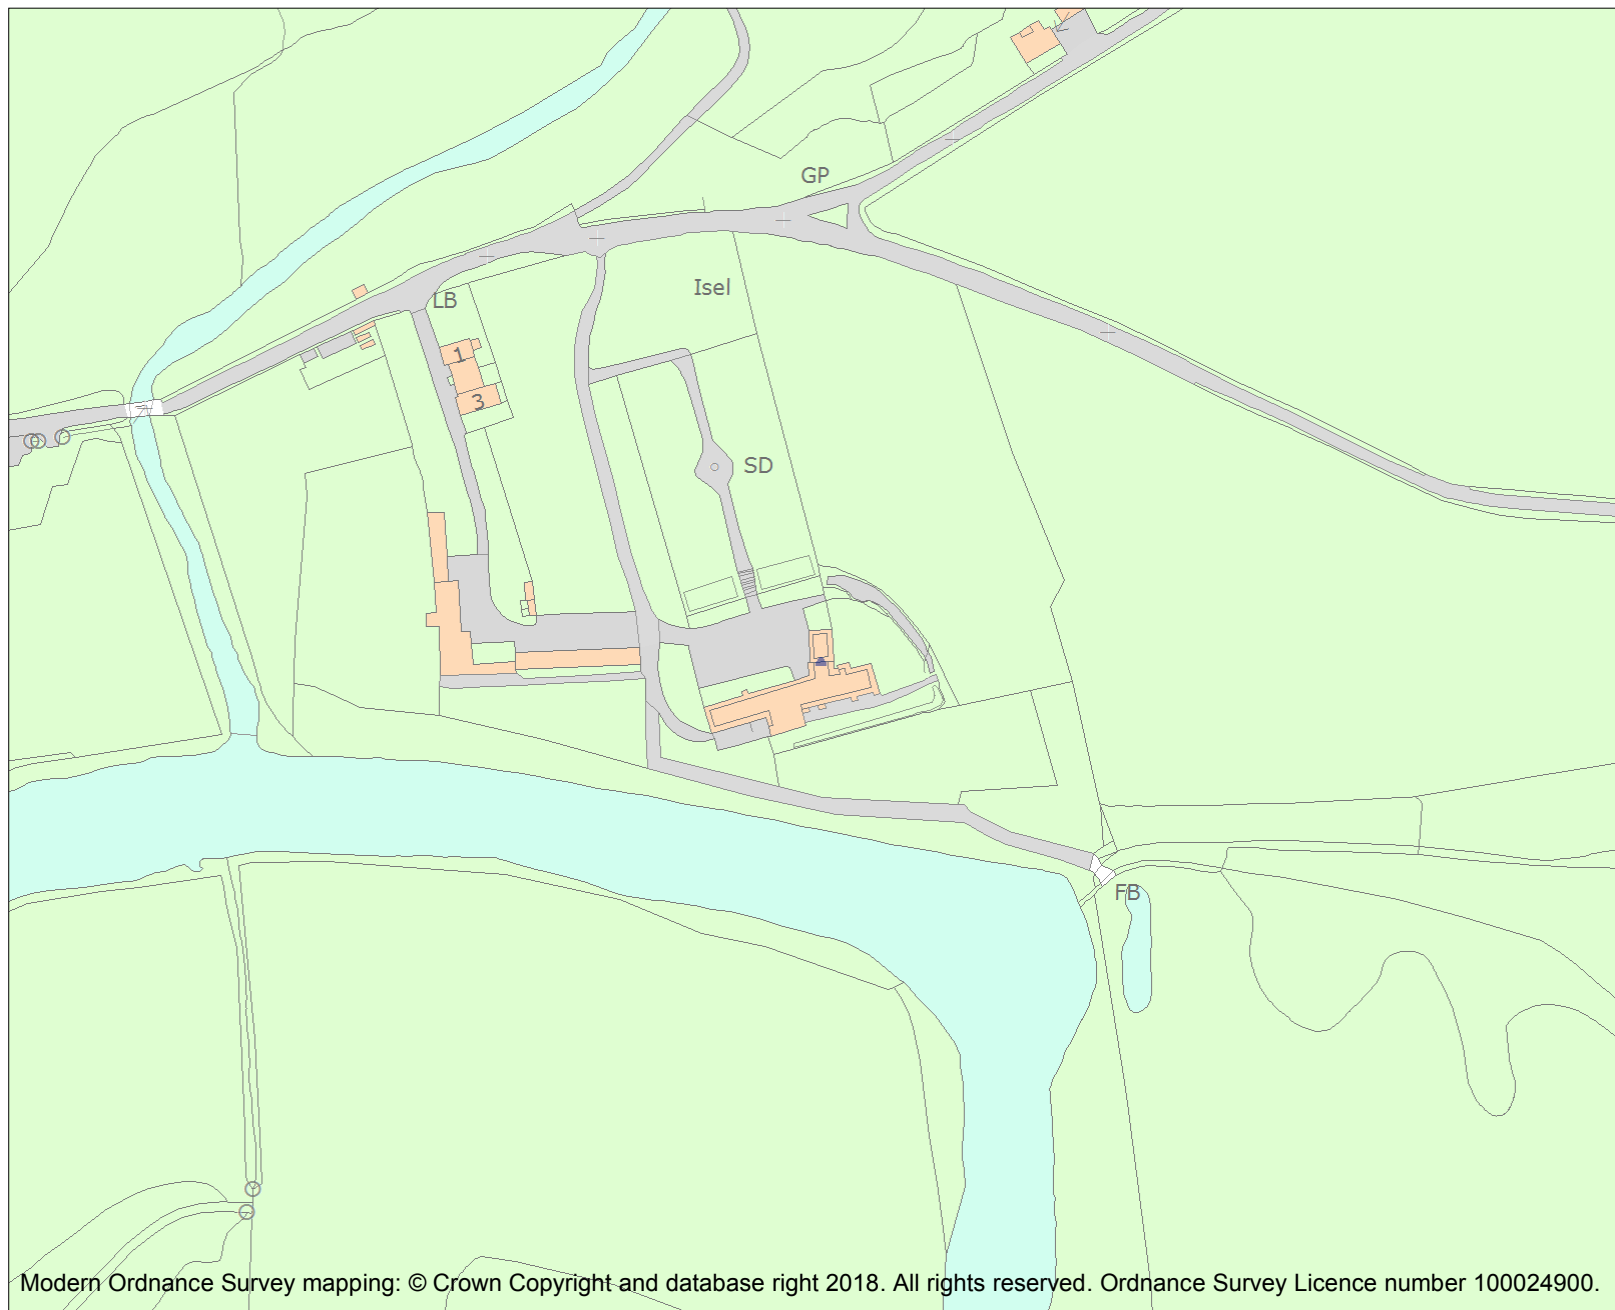 GP
Isel
LB
1
3
SD
FB
Modern Ordnance Survey mapping: © Crown Copyright and database right 2018. All rights reserved. Ordnance Survey Licence number 100024900.